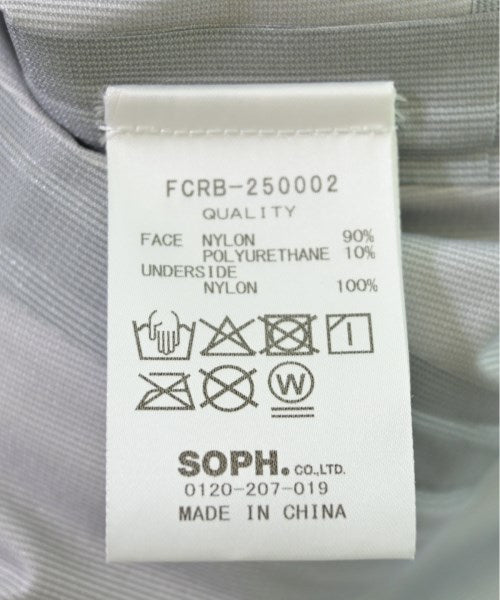 FCRB-250002
QUALITY
FACE NYLON 90%
POLYURETHANE 10%
UNDERSIDE
NYLON 100%
W
SOPH. CO.,LTD.
0120-207-019
MADE IN CHINA